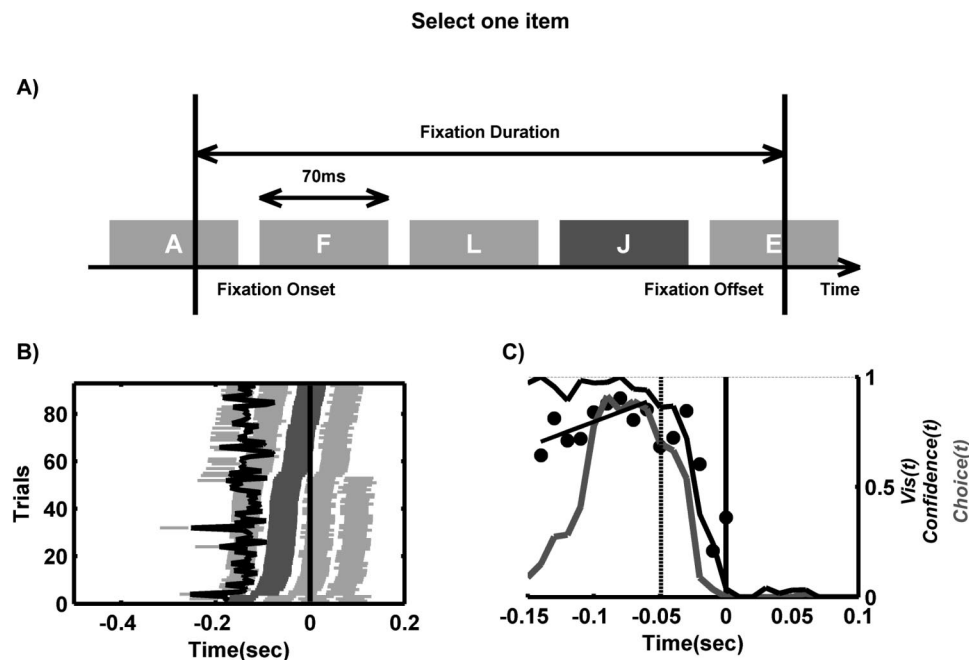 Select one item
A)
Fixation Duration
70ms
A F L J E
Fixation Onset Fixation Offset Time
B) C)
80
60
40
20
0
Trials
-0.4 -0.2 0 0.2
Time(sec)
1
0.5
0
Vis(t)
Confidence(t)
Choice(t)
-0.15 -0.1 -0.05 0 0.05 0.1
Time(sec)